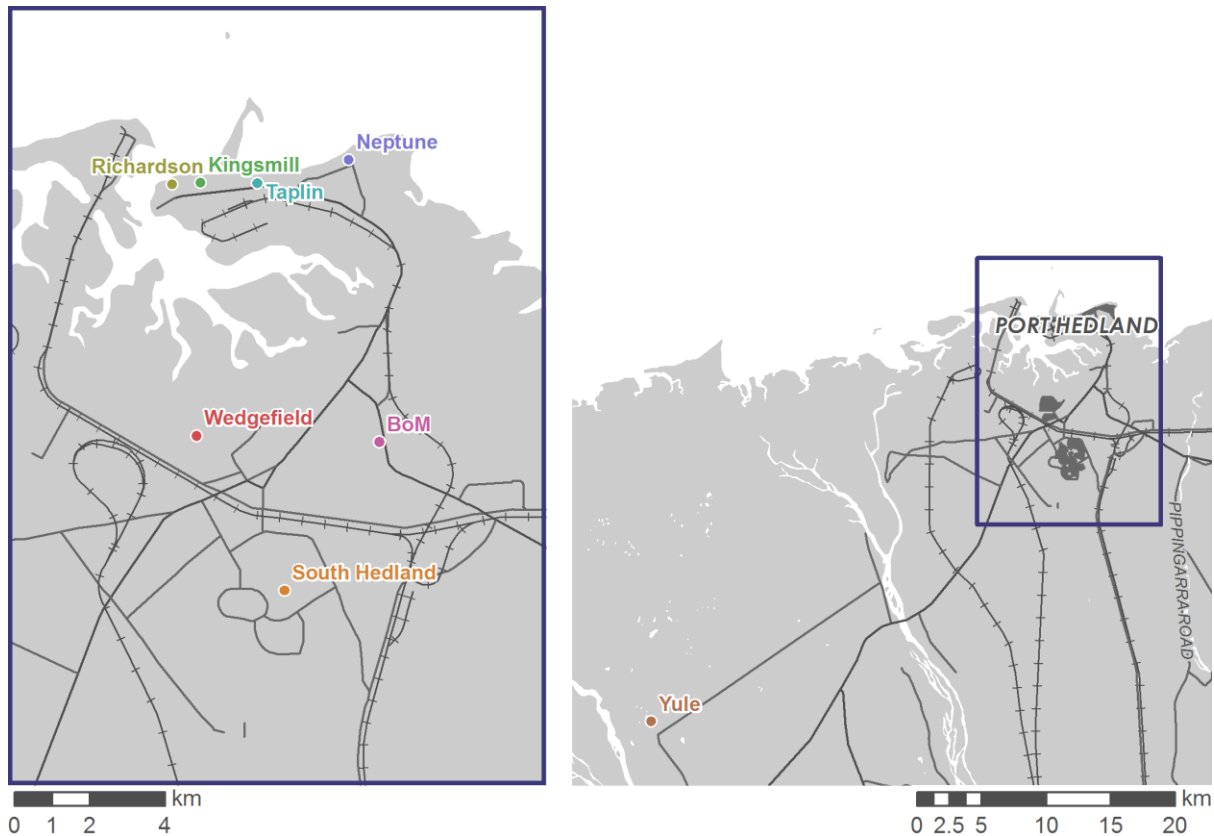 Neptune
Richardson
Kingsmill
Taplin
Wedgefield
BoM
South Hedland
km
0 1 2 4
PORT HEDLAND
PIPPINGARRA ROAD
Yule
km
0 2.5 5 10 15 20